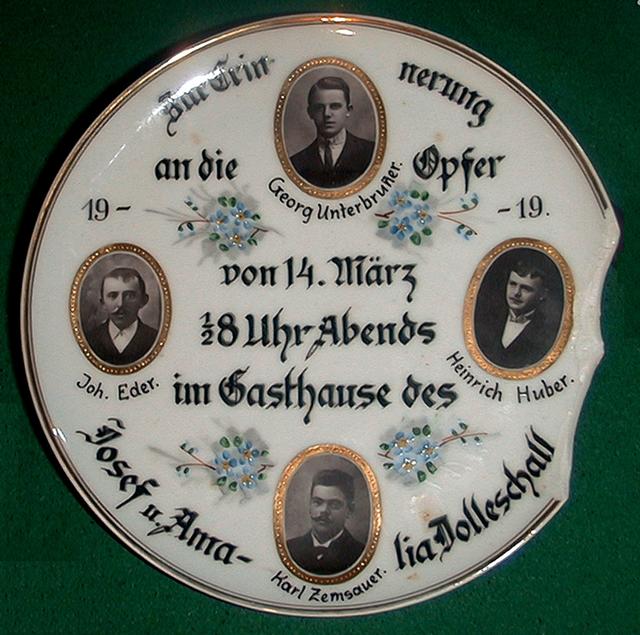 Zur Erin- nerung
an die Opfer
Georg Unterbrunner.
19- -19.
von 14. März
½8 Uhr Abends
im Gasthause des
Joh. Eder.
Heinrich Huber.
Josef u. Ama-
lia Dolleschall
Karl Zemsauer.